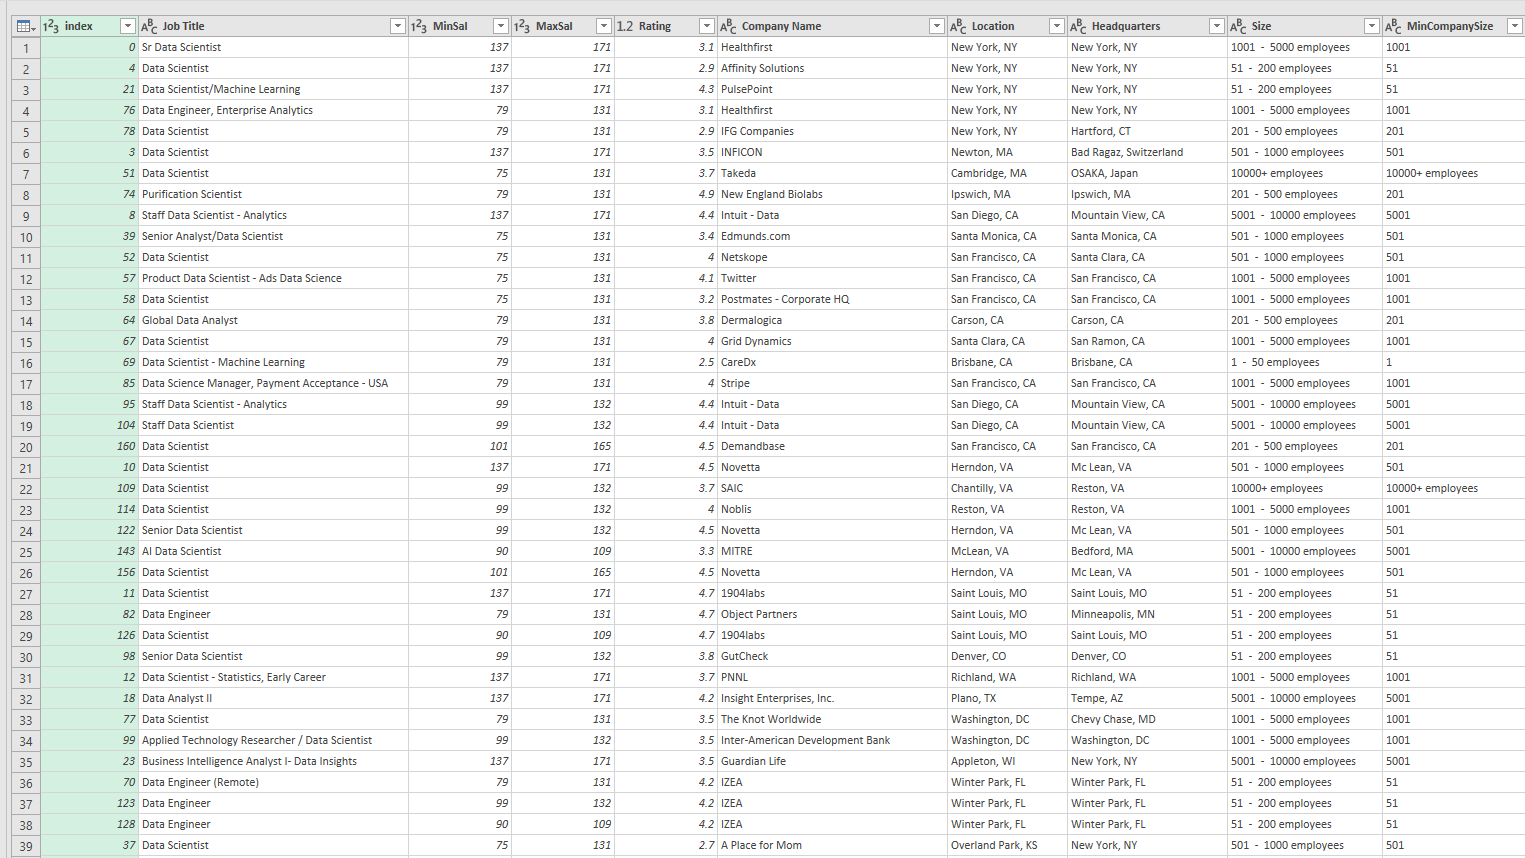 1 2 3 index A B C Job Title 1 2 3 MinSal 1 2 3 MaxSal 1.2 Rating A B C Company Name A B C Location A B C Headquarters A B C Size A B C MinCompanySize
1 0 Sr Data Scientist 137 171 3.1 Healthfirst New York, NY New York, NY 1001 - 5000 employees 1001
2 4 Data Scientist 137 171 2.9 Affinity Solutions New York, NY New York, NY 51 - 200 employees 51
3 21 Data Scientist/Machine Learning 137 171 4.3 PulsePoint New York, NY New York, NY 51 - 200 employees 51
4 76 Data Engineer, Enterprise Analytics 79 131 3.1 Healthfirst New York, NY New York, NY 1001 - 5000 employees 1001
5 78 Data Scientist 79 131 2.9 IFG Companies New York, NY Hartford, CT 201 - 500 employees 201
6 3 Data Scientist 137 171 3.5 INFICON Newton, MA Bad Ragaz, Switzerland 501 - 1000 employees 501
7 51 Data Scientist 75 131 3.7 Takeda Cambridge, MA OSAKA, Japan 10000+ employees 10000+ employees
8 74 Purification Scientist 79 131 4.9 New England Biolabs Ipswich, MA Ipswich, MA 201 - 500 employees 201
9 8 Staff Data Scientist - Analytics 137 171 4.4 Intuit - Data San Diego, CA Mountain View, CA 5001 - 10000 employees 5001
10 39 Senior Analyst/Data Scientist 75 131 3.4 Edmunds.com Santa Monica, CA Santa Monica, CA 501 - 1000 employees 501
11 52 Data Scientist 75 131 4 Netskope San Francisco, CA Santa Clara, CA 501 - 1000 employees 501
12 57 Product Data Scientist - Ads Data Science 75 131 4.1 Twitter San Francisco, CA San Francisco, CA 1001 - 5000 employees 1001
13 58 Data Scientist 75 131 3.2 Postmates - Corporate HQ San Francisco, CA San Francisco, CA 1001 - 5000 employees 1001
14 64 Global Data Analyst 79 131 3.8 Dermalogica Carson, CA Carson, CA 201 - 500 employees 201
15 67 Data Scientist 79 131 4 Grid Dynamics Santa Clara, CA San Ramon, CA 1001 - 5000 employees 1001
16 69 Data Scientist - Machine Learning 79 131 2.5 CareDx Brisbane, CA Brisbane, CA 1 - 50 employees 1
17 85 Data Science Manager, Payment Acceptance - USA 79 131 4 Stripe San Francisco, CA San Francisco, CA 1001 - 5000 employees 1001
18 95 Staff Data Scientist - Analytics 99 132 4.4 Intuit - Data San Diego, CA Mountain View, CA 5001 - 10000 employees 5001
19 104 Staff Data Scientist 99 132 4.4 Intuit - Data San Diego, CA Mountain View, CA 5001 - 10000 employees 5001
20 160 Data Scientist 101 165 4.5 Demandbase San Francisco, CA San Francisco, CA 201 - 500 employees 201
21 10 Data Scientist 137 171 4.5 Novetta Herndon, VA Mc Lean, VA 501 - 1000 employees 501
22 109 Data Scientist 99 132 3.7 SAIC Chantilly, VA Reston, VA 10000+ employees 10000+ employees
23 114 Data Scientist 99 132 4 Noblis Reston, VA Reston, VA 1001 - 5000 employees 1001
24 122 Senior Data Scientist 99 132 4.5 Novetta Herndon, VA Mc Lean, VA 501 - 1000 employees 501
25 143 AI Data Scientist 90 109 3.3 MITRE McLean, VA Bedford, MA 5001 - 10000 employees 5001
26 156 Data Scientist 101 165 4.5 Novetta Herndon, VA Mc Lean, VA 501 - 1000 employees 501
27 11 Data Scientist 137 171 4.7 1904labs Saint Louis, MO Saint Louis, MO 51 - 200 employees 51
28 82 Data Engineer 79 131 4.7 Object Partners Saint Louis, MO Minneapolis, MN 51 - 200 employees 51
29 126 Data Scientist 90 109 4.7 1904labs Saint Louis, MO Saint Louis, MO 51 - 200 employees 51
30 98 Senior Data Scientist 99 132 3.8 GutCheck Denver, CO Denver, CO 51 - 200 employees 51
31 12 Data Scientist - Statistics, Early Career 137 171 3.7 PNNL Richland, WA Richland, WA 1001 - 5000 employees 1001
32 18 Data Analyst II 137 171 4.2 Insight Enterprises, Inc. Plano, TX Tempe, AZ 5001 - 10000 employees 5001
33 77 Data Scientist 79 131 3.5 The Knot Worldwide Washington, DC Chevy Chase, MD 1001 - 5000 employees 1001
34 99 Applied Technology Researcher / Data Scientist 99 132 3.5 Inter-American Development Bank Washington, DC Washington, DC 1001 - 5000 employees 1001
35 23 Business Intelligence Analyst I- Data Insights 137 171 3.5 Guardian Life Appleton, WI New York, NY 5001 - 10000 employees 5001
36 70 Data Engineer (Remote) 79 131 4.2 IZEA Winter Park, FL Winter Park, FL 51 - 200 employees 51
37 123 Data Engineer 99 132 4.2 IZEA Winter Park, FL Winter Park, FL 51 - 200 employees 51
38 128 Data Engineer 90 109 4.2 IZEA Winter Park, FL Winter Park, FL 51 - 200 employees 51
39 37 Data Scientist 75 131 2.7 A Place for Mom Overland Park, KS New York, NY 501 - 1000 employees 501